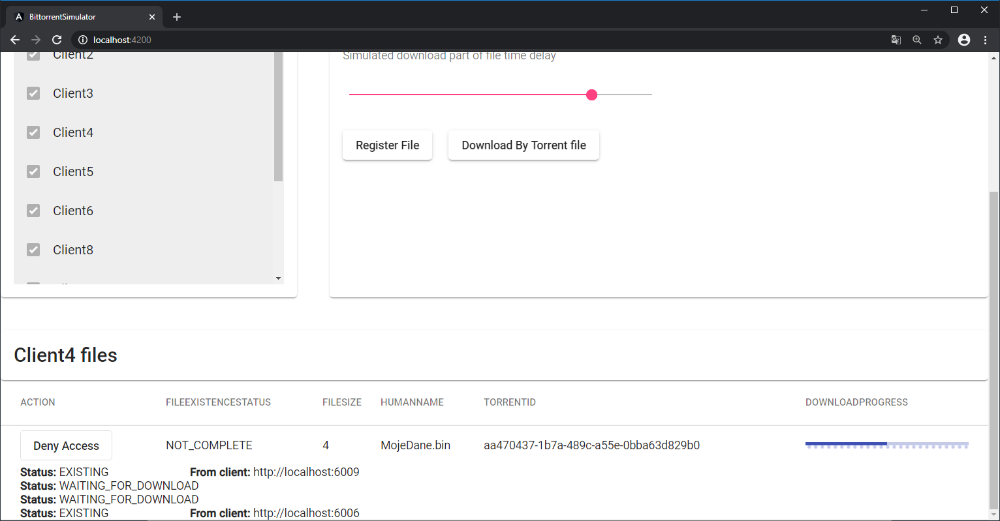 BittorrentSimulator
localhost:4200
Client2
Client3
Client4
Client5
Client6
Client8
Simulated download part of file time delay
Register File
Download By Torrent file
Client4 files
ACTION FILEEXISTENCESTATUS FILESIZE HUMANNAME TORRENTID DOWNLOADPROGRESS
Deny Access NOT_COMPLETE 4 MojeDane.bin aa470437-1b7a-489c-a55e-0bba63d829b0
Status: EXISTING From client: http://localhost:6009
Status: WAITING_FOR_DOWNLOAD
Status: WAITING_FOR_DOWNLOAD
Status: EXISTING From client: http://localhost:6006